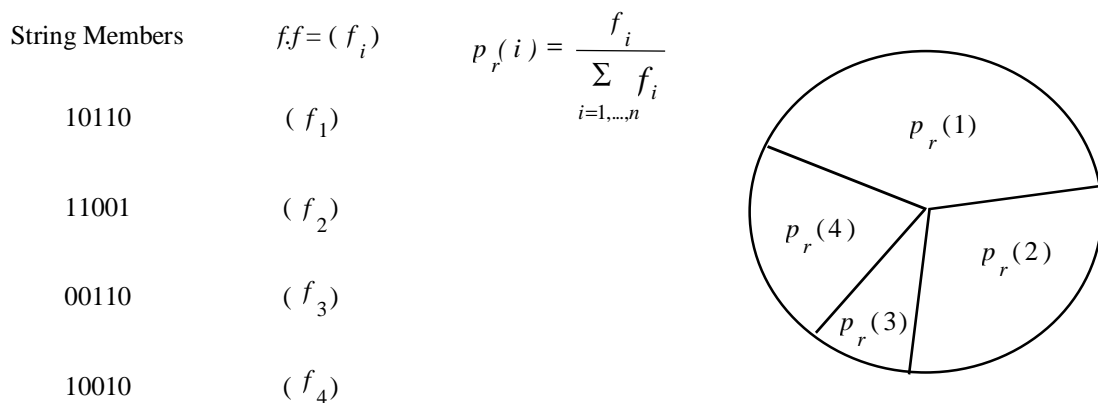 String Members f.f = ( f_i ) p_r( i ) = f_i / Σ_{i=1,...,n} f_i
10110 ( f_1 )
11001 ( f_2 )
00110 ( f_3 )
10010 ( f_4 )
p_r(1)
p_r(4)
p_r(2)
p_r(3)